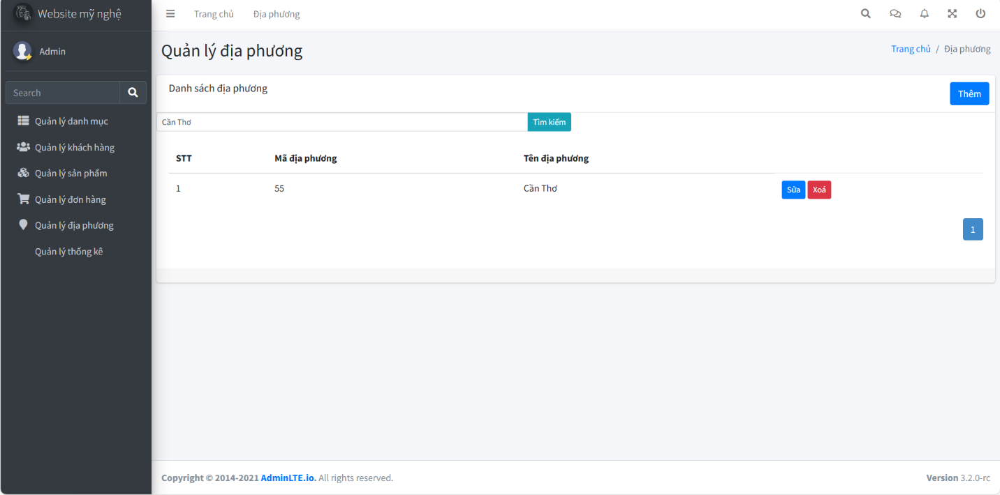 Website mỹ nghệ
Trang chủ
Địa phương
Admin
Search
Quản lý danh mục
Quản lý khách hàng
Quản lý sản phẩm
Quản lý đơn hàng
Quản lý địa phương
Quản lý thống kê
Quản lý địa phương
Trang chủ / Địa phương
Danh sách địa phương
Thêm
Cần Thơ
Tìm kiếm
STT Mã địa phương Tên địa phương
1 55 Cần Thơ Sửa Xoá
1
Copyright © 2014-2021 AdminLTE.io. All rights reserved.
Version 3.2.0-rc